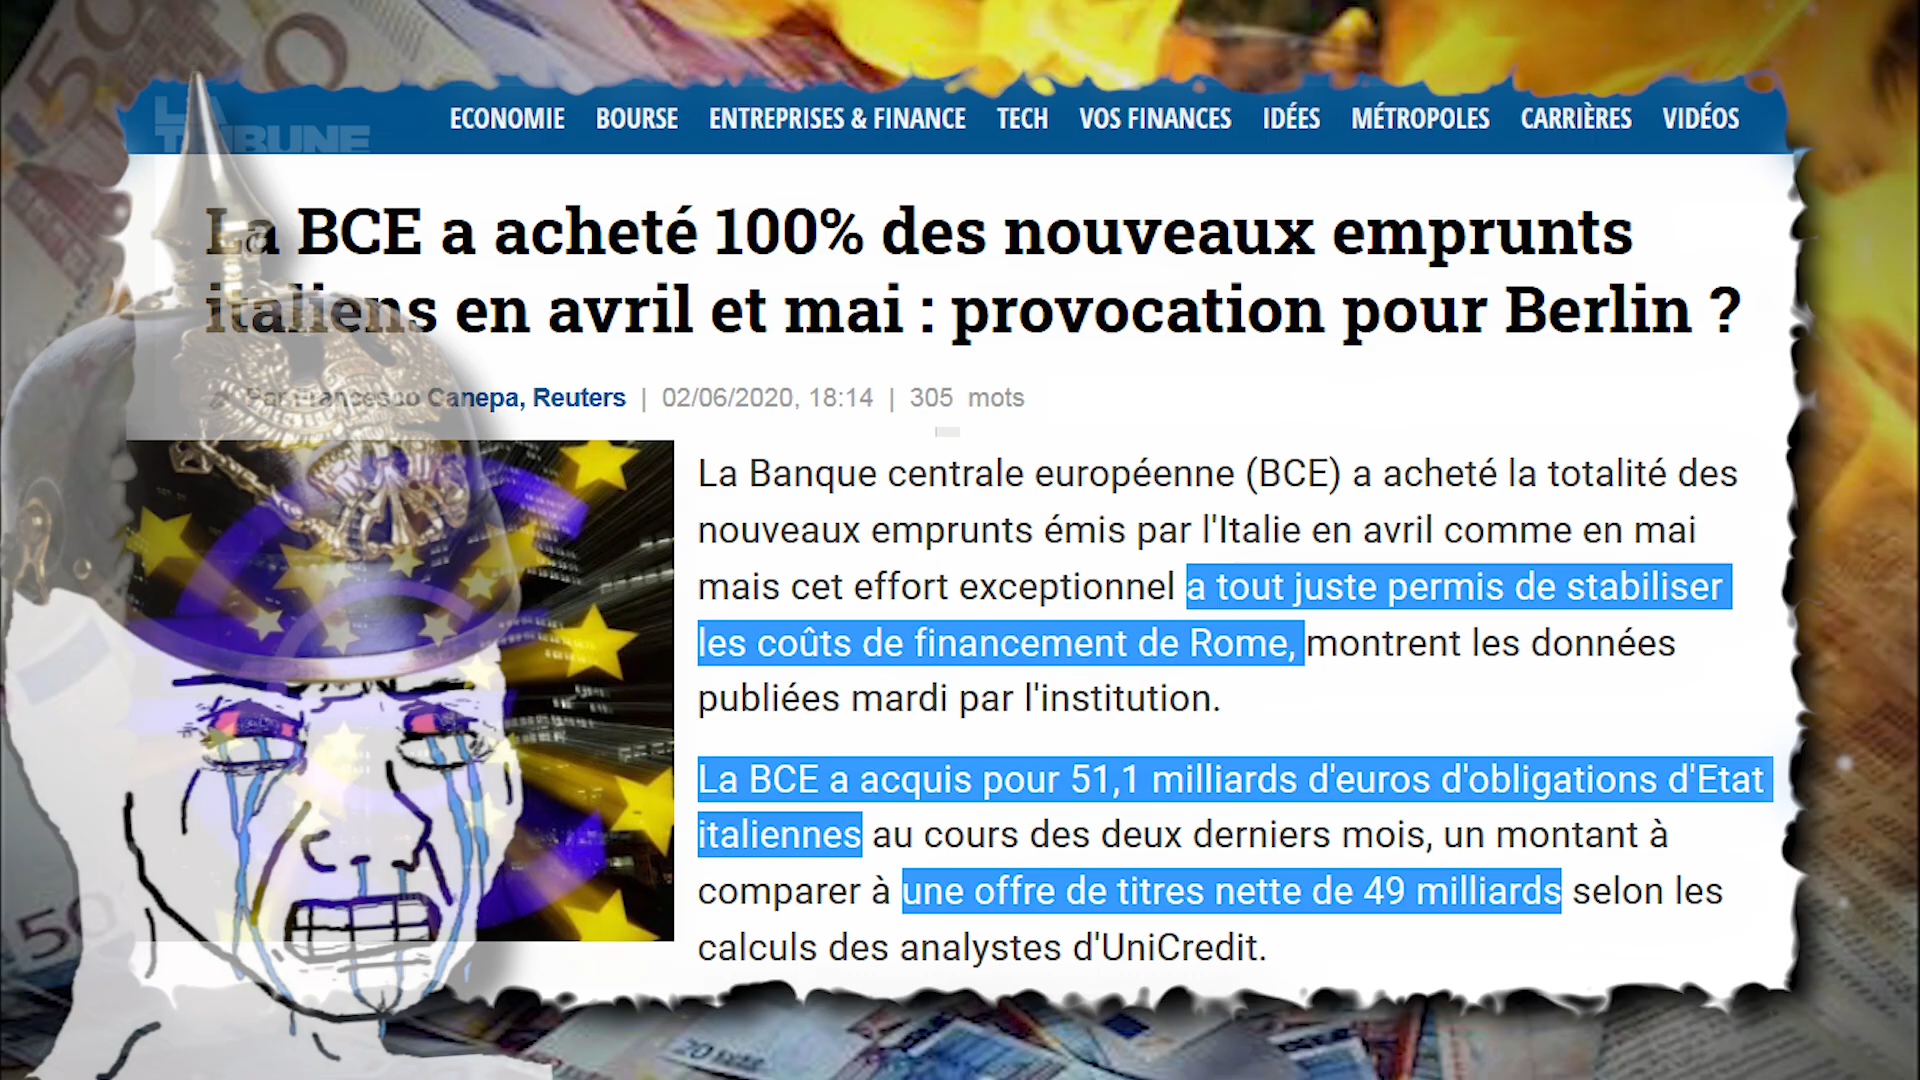 LA TRIBUNE
ECONOMIE BOURSE ENTREPRISES & FINANCE TECH VOS FINANCES IDÉES MÉTROPOLES CARRIÈRES VIDÉOS
La BCE a acheté 100% des nouveaux emprunts
italiens en avril et mai : provocation pour Berlin ?
Par Francesco Canepa, Reuters | 02/06/2020, 18:14 | 305 mots
La Banque centrale européenne (BCE) a acheté la totalité des
nouveaux emprunts émis par l'Italie en avril comme en mai
mais cet effort exceptionnel a tout juste permis de stabiliser
les coûts de financement de Rome, montrent les données
publiées mardi par l'institution.
La BCE a acquis pour 51,1 milliards d'euros d'obligations d'Etat
italiennes au cours des deux derniers mois, un montant à
comparer à une offre de titres nette de 49 milliards selon les
calculs des analystes d'UniCredit.
50
50
20